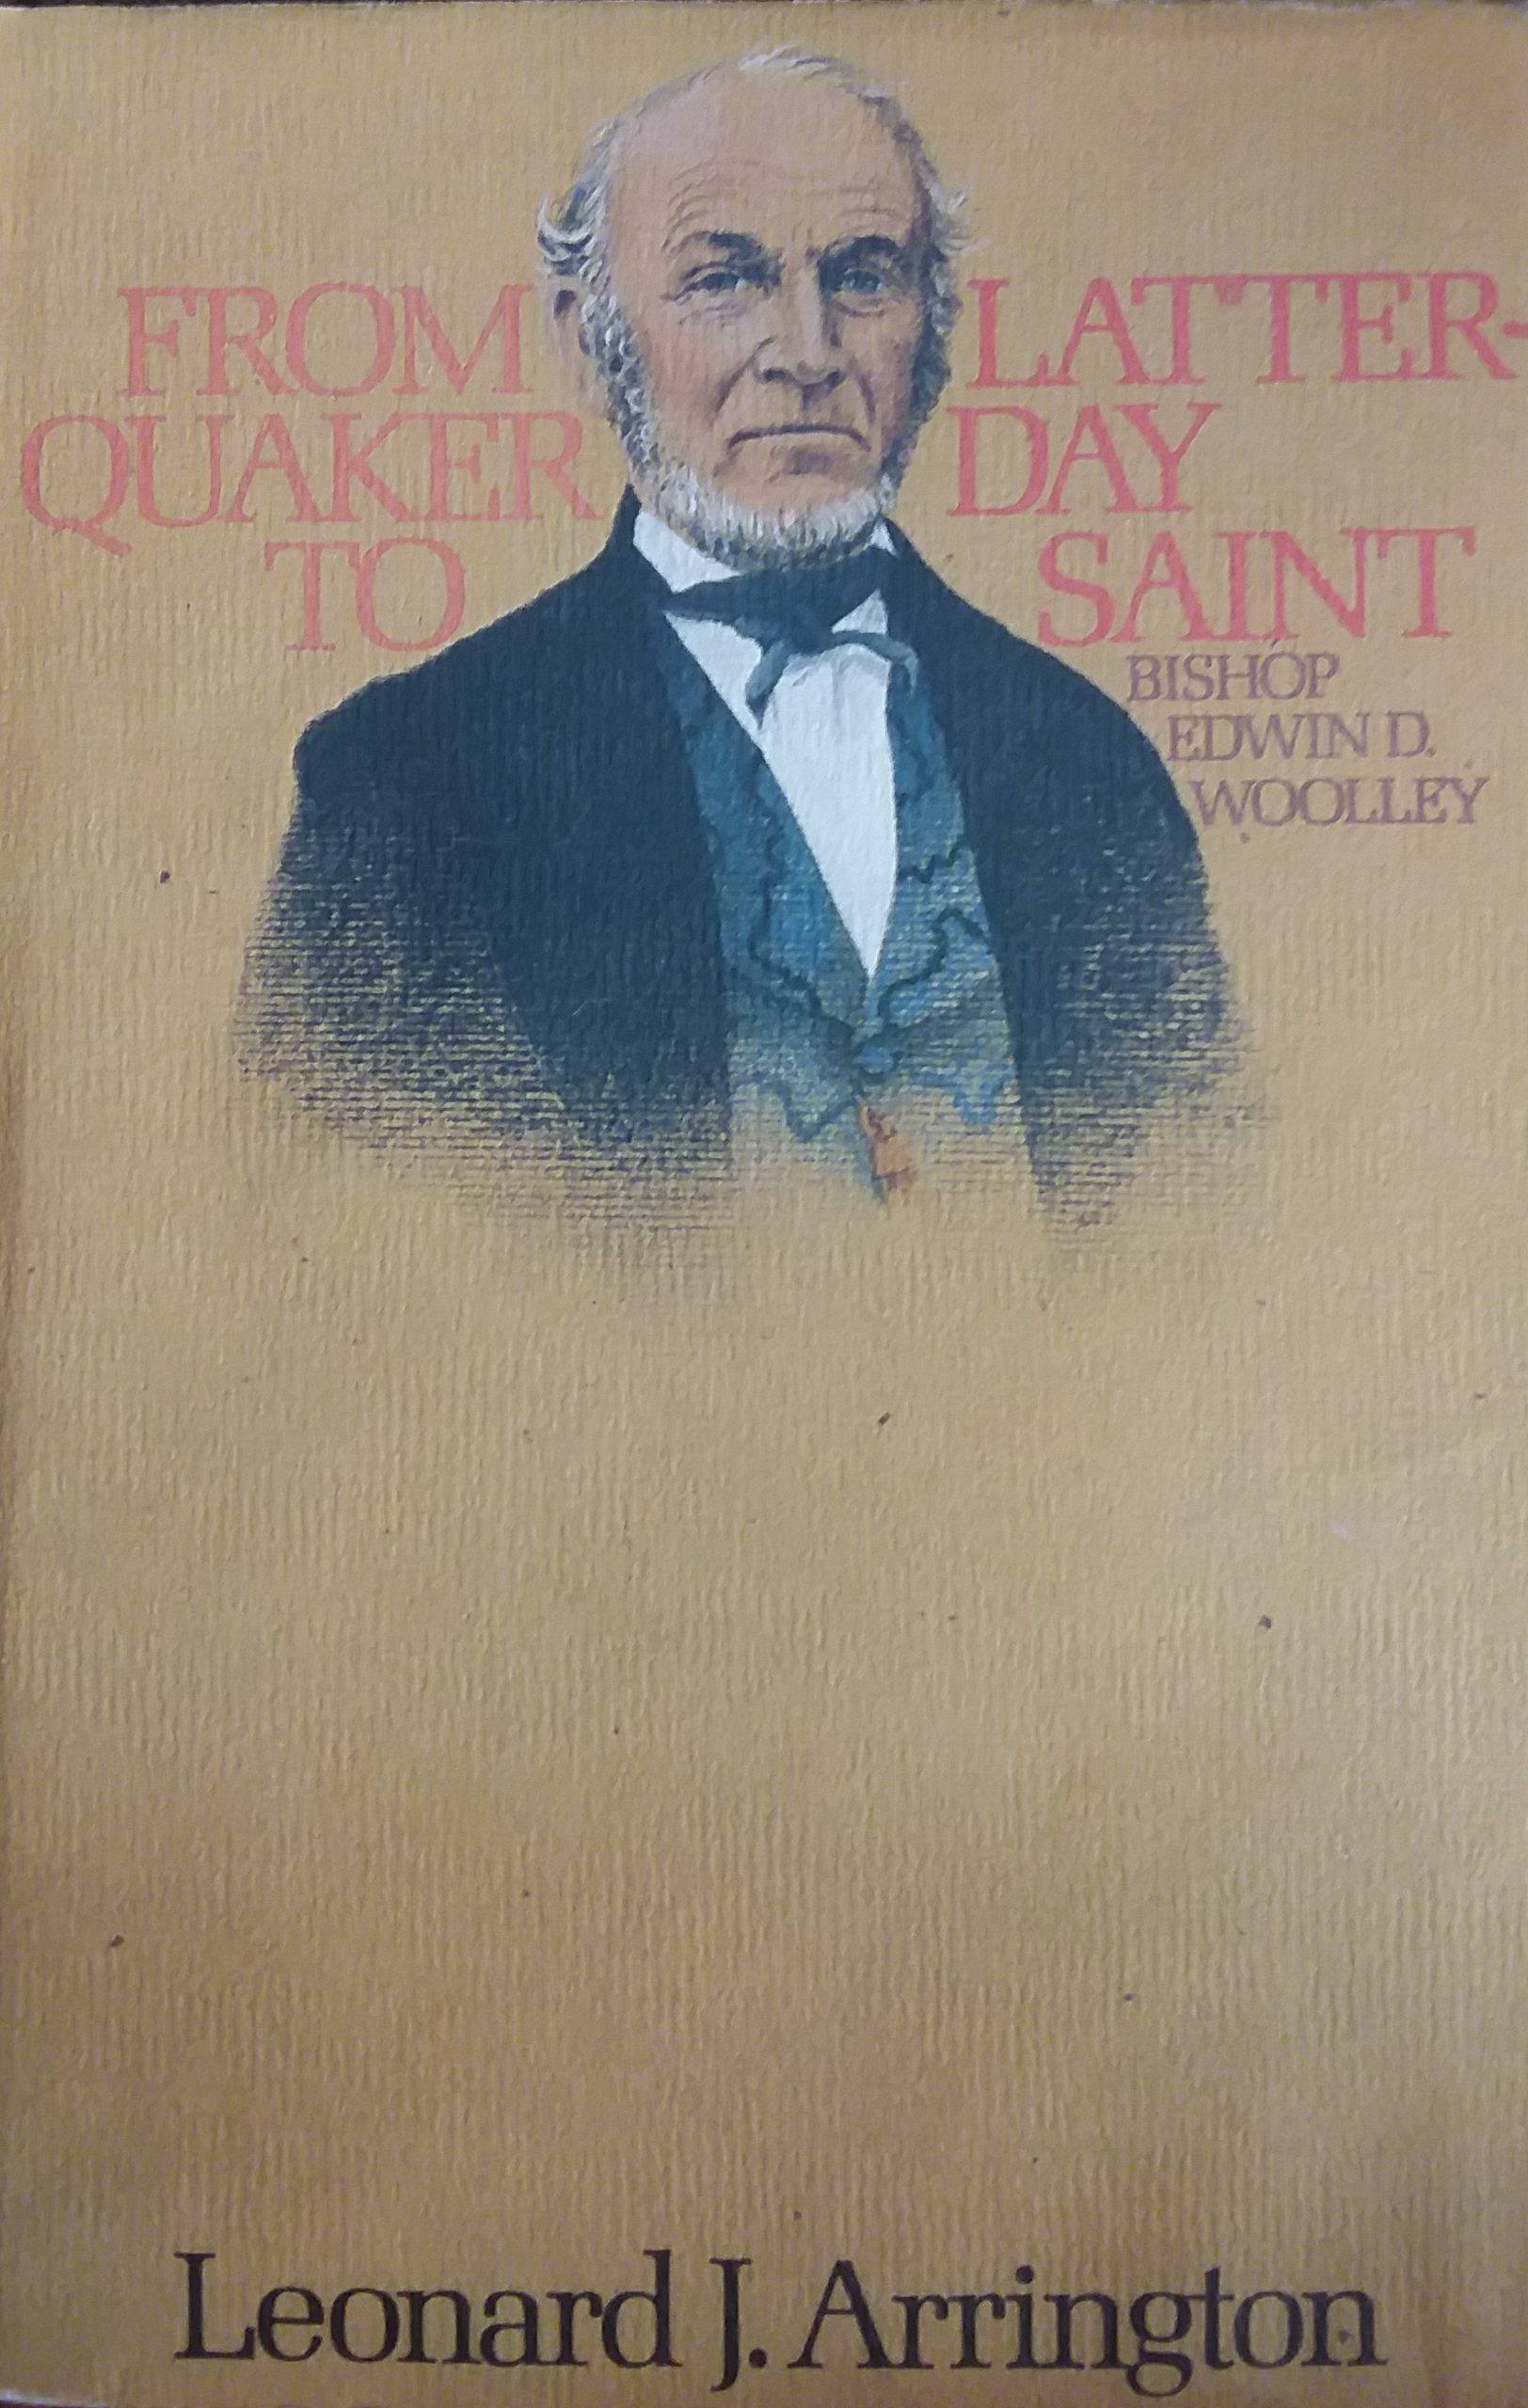 FROM
QUAKER
TO
LATTER-
DAY
SAINT
BISHOP
EDWIN D.
WOOLLEY
Leonard J. Arrington